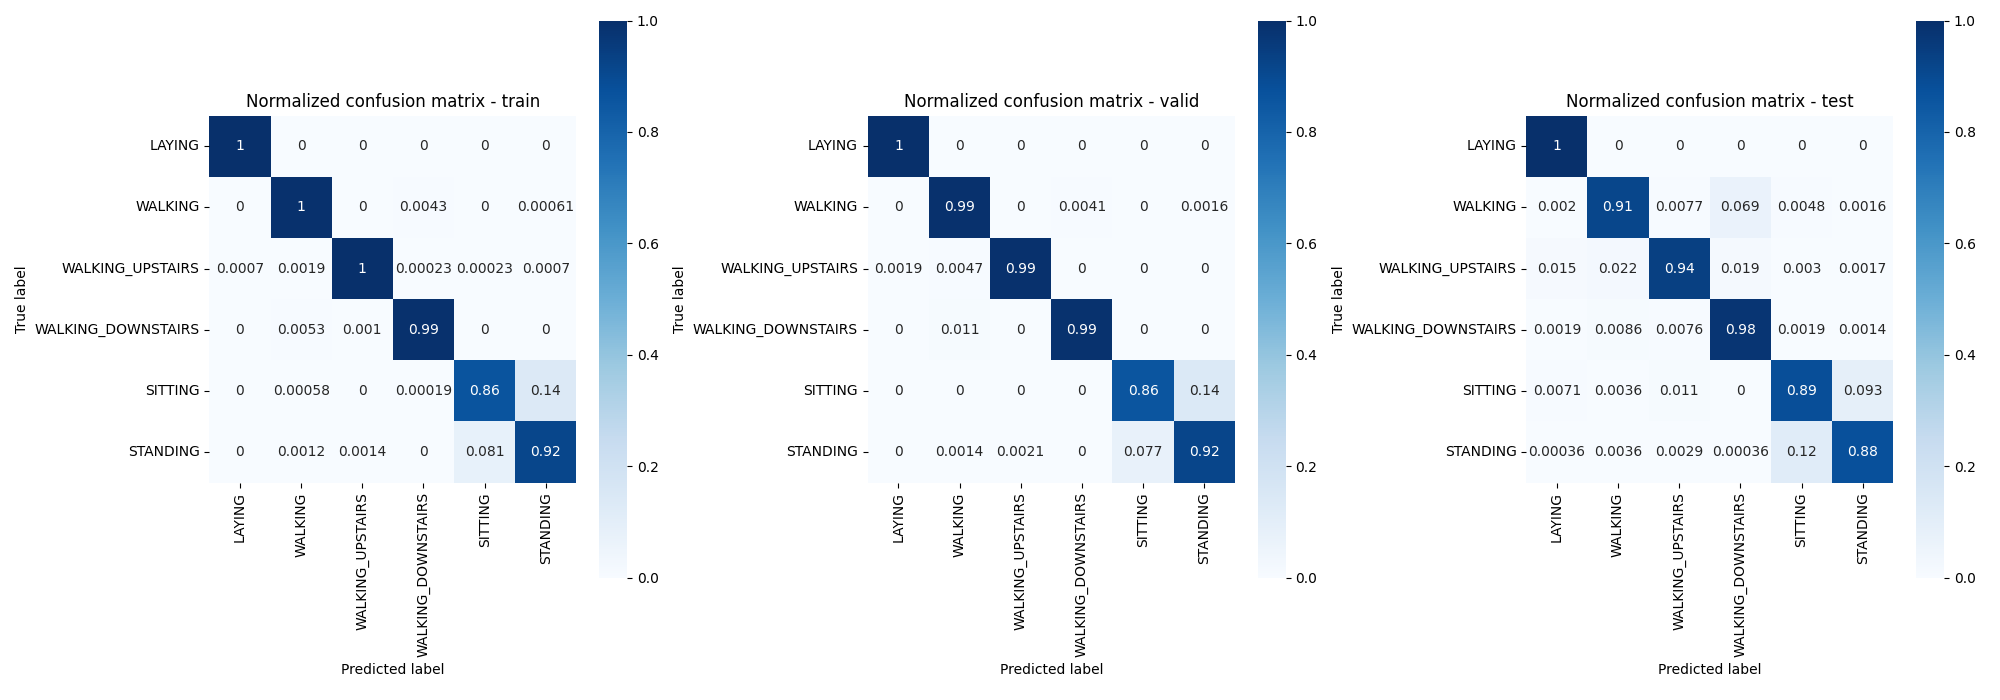 Normalized confusion matrix - train
True label
LAYING 1 0 0 0 0 0
WALKING 0 1 0 0.0043 0 0.00061
WALKING_UPSTAIRS 0.0007 0.0019 1 0.00023 0.00023 0.0007
WALKING_DOWNSTAIRS 0 0.0053 0.001 0.99 0 0
SITTING 0 0.00058 0 0.00019 0.86 0.14
STANDING 0 0.0012 0.0014 0 0.081 0.92
LAYING
WALKING
WALKING_UPSTAIRS
WALKING_DOWNSTAIRS
SITTING
STANDING
Predicted label
1.0
0.8
0.6
0.4
0.2
0.0
Normalized confusion matrix - valid
True label
LAYING 1 0 0 0 0 0
WALKING 0 0.99 0 0.0041 0 0.0016
WALKING_UPSTAIRS 0.0019 0.0047 0.99 0 0 0
WALKING_DOWNSTAIRS 0 0.011 0 0.99 0 0
SITTING 0 0 0 0 0.86 0.14
STANDING 0 0.0014 0.0021 0 0.077 0.92
LAYING
WALKING
WALKING_UPSTAIRS
WALKING_DOWNSTAIRS
SITTING
STANDING
Predicted label
1.0
0.8
0.6
0.4
0.2
0.0
Normalized confusion matrix - test
True label
LAYING 1 0 0 0 0 0
WALKING 0.002 0.91 0.0077 0.069 0.0048 0.0016
WALKING_UPSTAIRS 0.015 0.022 0.94 0.019 0.003 0.0017
WALKING_DOWNSTAIRS 0.0019 0.0086 0.0076 0.98 0.0019 0.0014
SITTING 0.0071 0.0036 0.011 0 0.89 0.093
STANDING 0.00036 0.0036 0.0029 0.00036 0.12 0.88
LAYING
WALKING
WALKING_UPSTAIRS
WALKING_DOWNSTAIRS
SITTING
STANDING
Predicted label
1.0
0.8
0.6
0.4
0.2
0.0